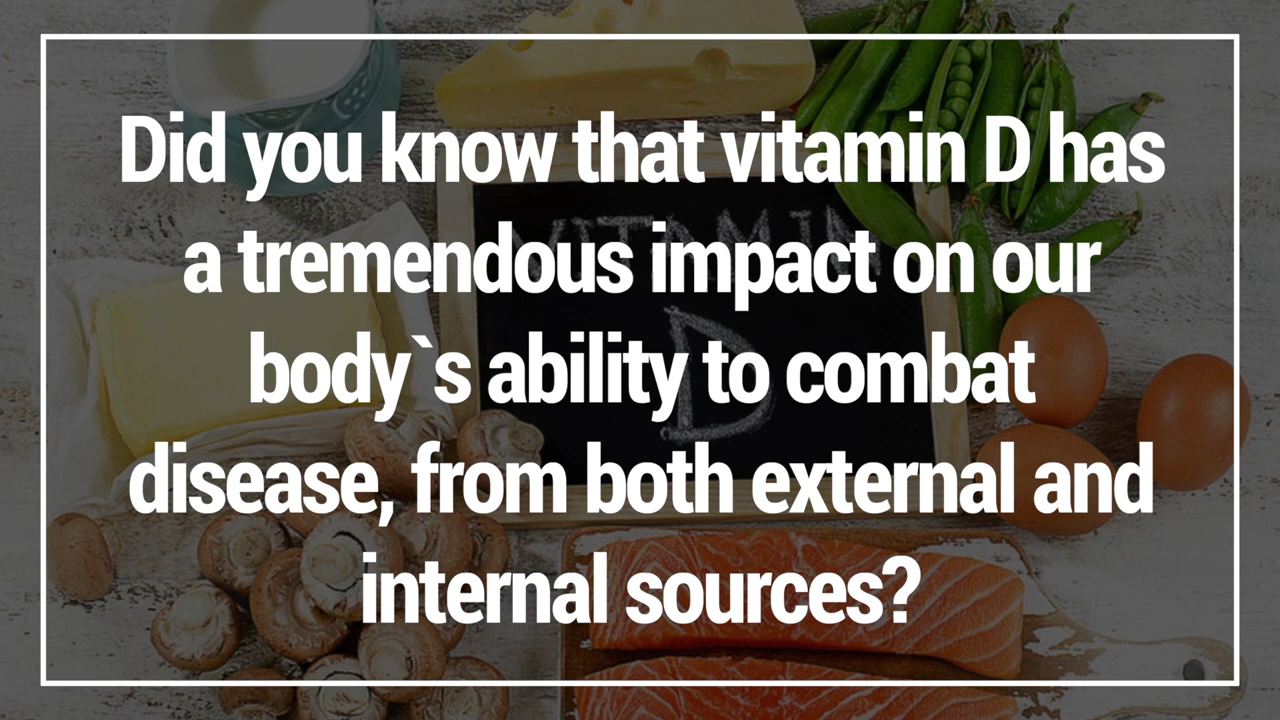 Did you know that vitamin D has
a tremendous impact on our
body`s ability to combat
disease, from both external and
internal sources?
VITAMIN
D